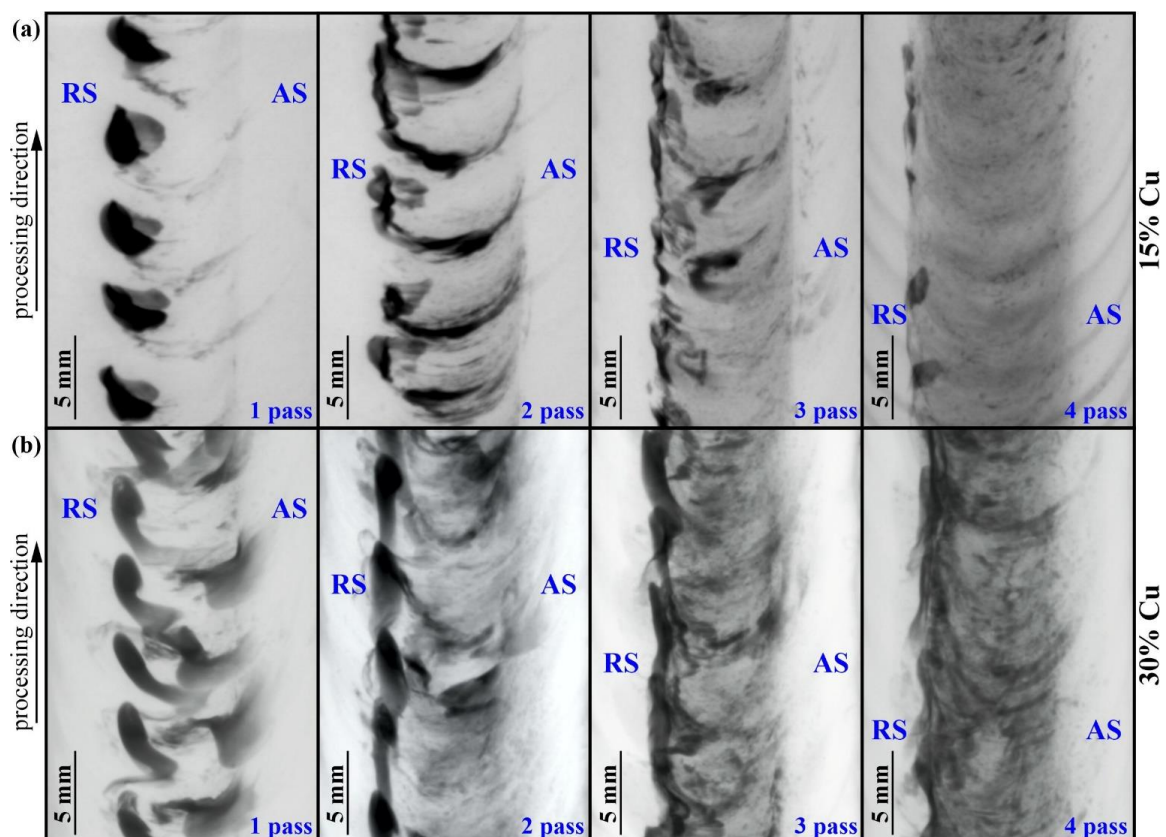 (a)
RS
AS
processing direction
5 mm
1 pass
RS
AS
5 mm
2 pass
RS
AS
5 mm
3 pass
RS
AS
5 mm
4 pass
15% Cu
(b)
RS
AS
processing direction
5 mm
1 pass
RS
AS
5 mm
2 pass
RS
AS
5 mm
3 pass
RS
AS
5 mm
4 pass
30% Cu